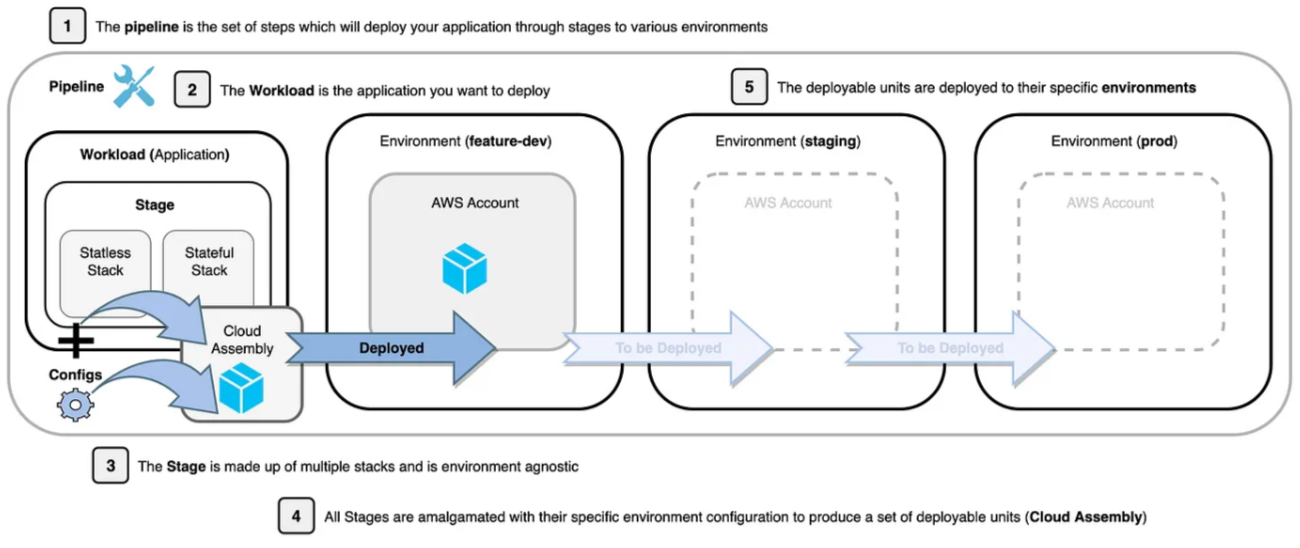 1 The pipeline is the set of steps which will deploy your application through stages to various environments
Pipeline
2 The Workload is the application you want to deploy
5 The deployable units are deployed to their specific environments
Workload (Application)
Stage
Statless
Stack
Stateful
Stack
Cloud
Assembly
Configs
Environment (feature-dev)
AWS Account
Deployed
Environment (staging)
AWS Account
To be Deployed
Environment (prod)
AWS Account
To be Deployed
3 The Stage is made up of multiple stacks and is environment agnostic
4 All Stages are amalgamated with their specific environment configuration to produce a set of deployable units (Cloud Assembly)